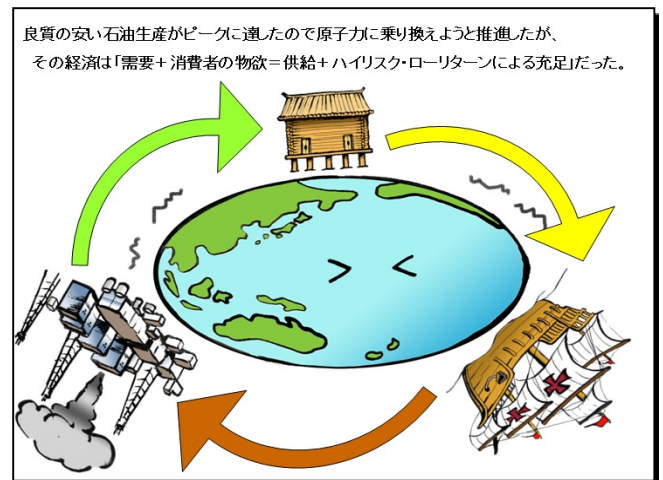 良質の安い石油生産がピークに達したので原子力に乗り換えようと推進したが、
その経済は「需要＋消費者の物欲＝供給＋ハイリスク・ローリターンによる充足」だった。